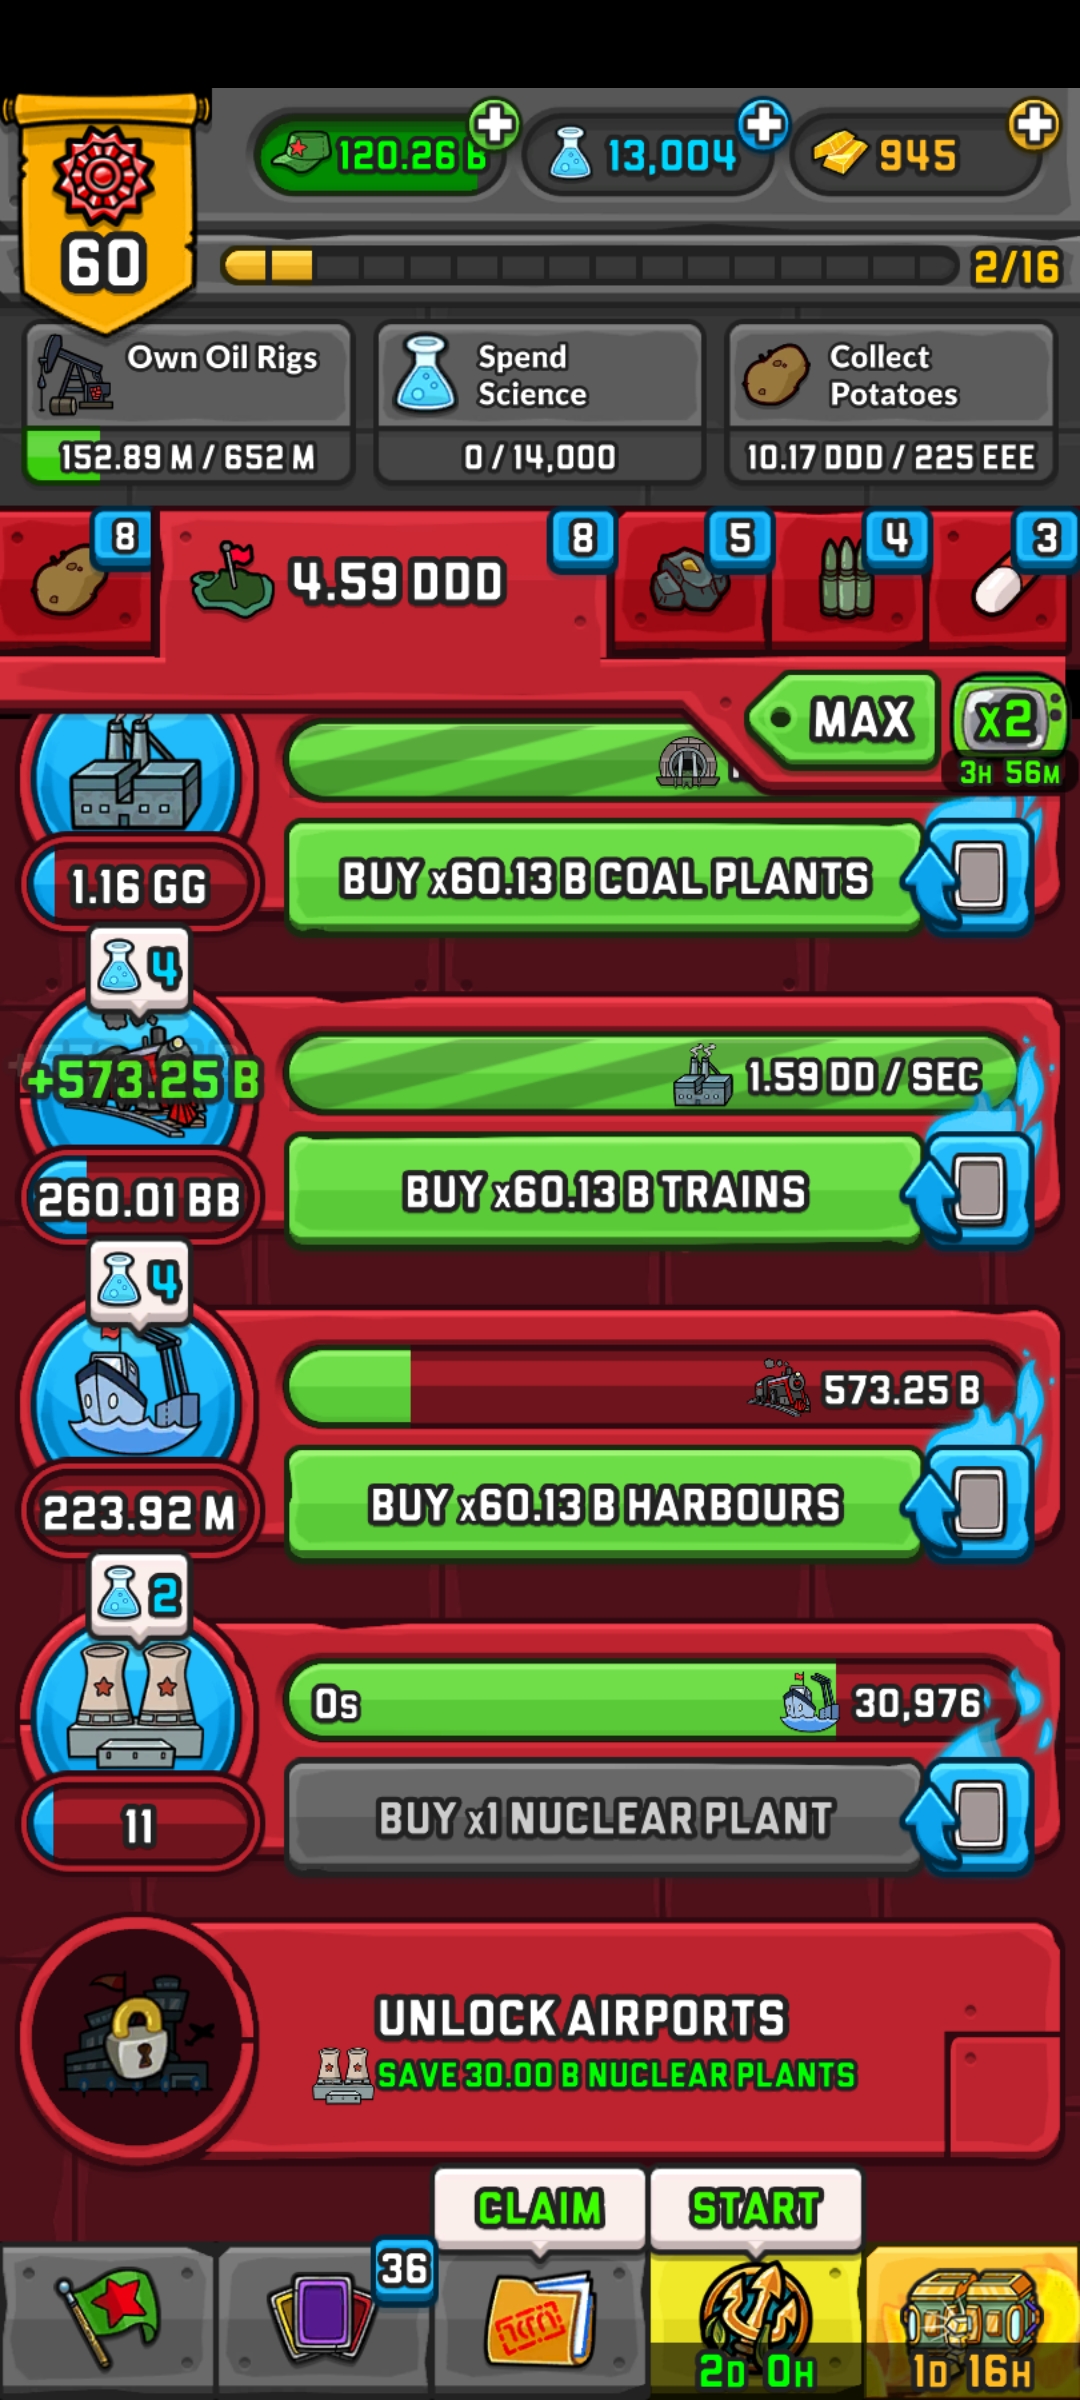 120.26 B
13,004
945
60
2/16
Own Oil Rigs
152.89 M / 652 M
Spend
Science
0 / 14,000
Collect
Potatoes
10.17 DDD / 225 EEE
8
4.59 DDD
8
5
4
3
MAX
x2
3H 56M
1.16 GG
BUY x60.13 B COAL PLANTS
4
+573.25 B
1.59 DD / SEC
260.01 BB
BUY x60.13 B TRAINS
4
573.25 B
223.92 M
BUY x60.13 B HARBOURS
2
0s
30,976
11
BUY x1 NUCLEAR PLANT
UNLOCK AIRPORTS
SAVE 30.00 B NUCLEAR PLANTS
CLAIM
START
36
2D 0H
1D 16H